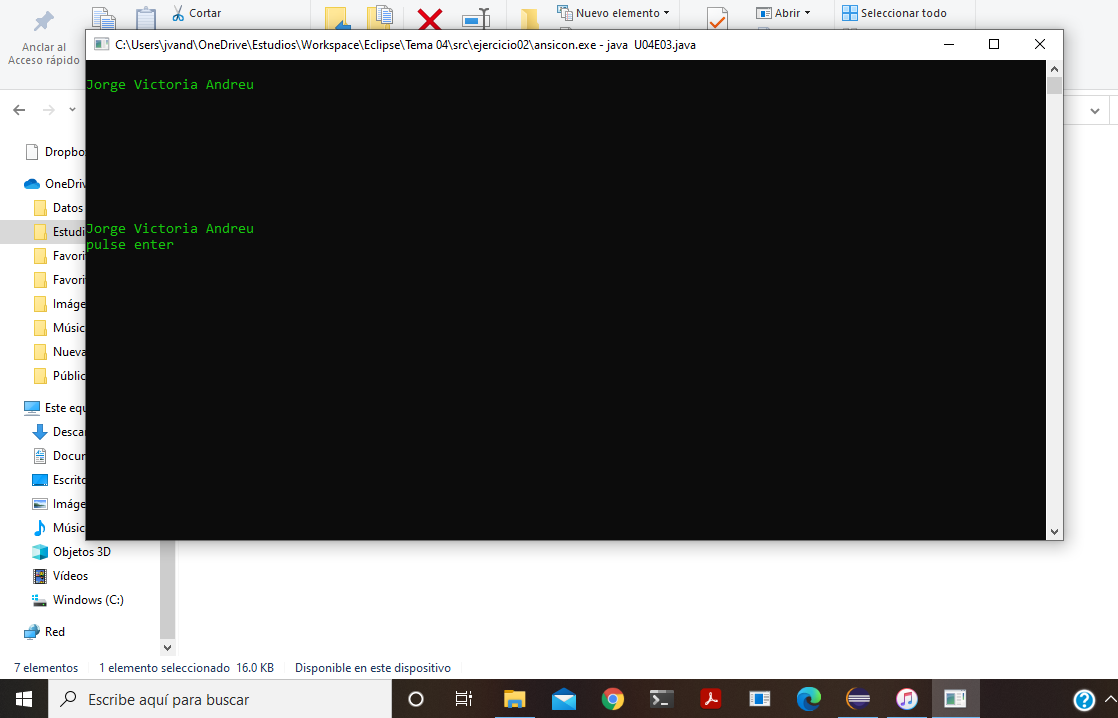 Cortar
Nuevo elemento
Abrir
Seleccionar todo
Anclar al
Acceso rápido
C:\Users\jvand\OneDrive\Estudios\Workspace\Eclipse\Tema 04\src\ejercicio02\ansicon.exe - java U04E03.java
Jorge Victoria Andreu
Jorge Victoria Andreu
pulse enter
Dropbo
OneDriv
Datos
Estudi
Favori
Favori
Imáge
Músic
Nueva
Públic
Este equ
Descar
Docum
Escrito
Imáge
Músic
Objetos 3D
Vídeos
Windows (C:)
Red
7 elementos
1 elemento seleccionado 16.0 KB
Disponible en este dispositivo
Escribe aquí para buscar